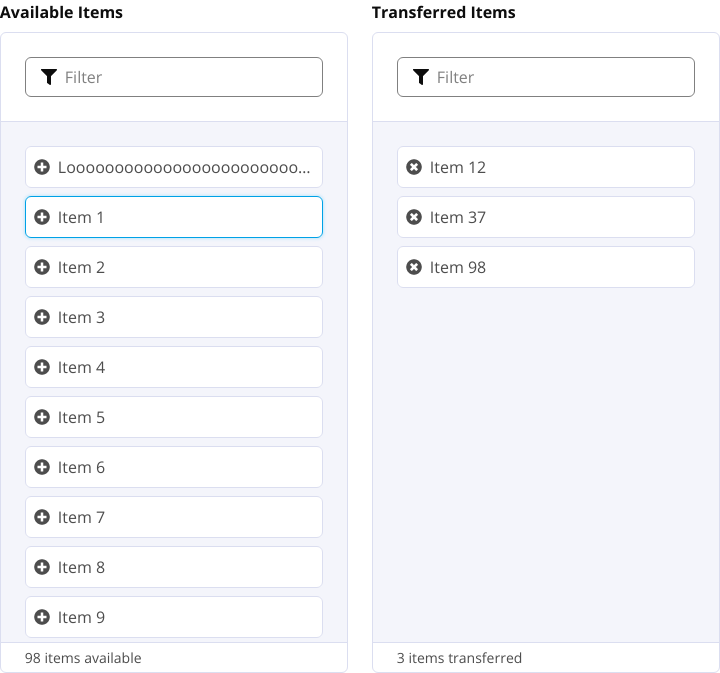 Available Items
Filter
Looooooooooooooooooooooooo...
Item 1
Item 2
Item 3
Item 4
Item 5
Item 6
Item 7
Item 8
Item 9
98 items available
Transferred Items
Filter
Item 12
Item 37
Item 98
3 items transferred